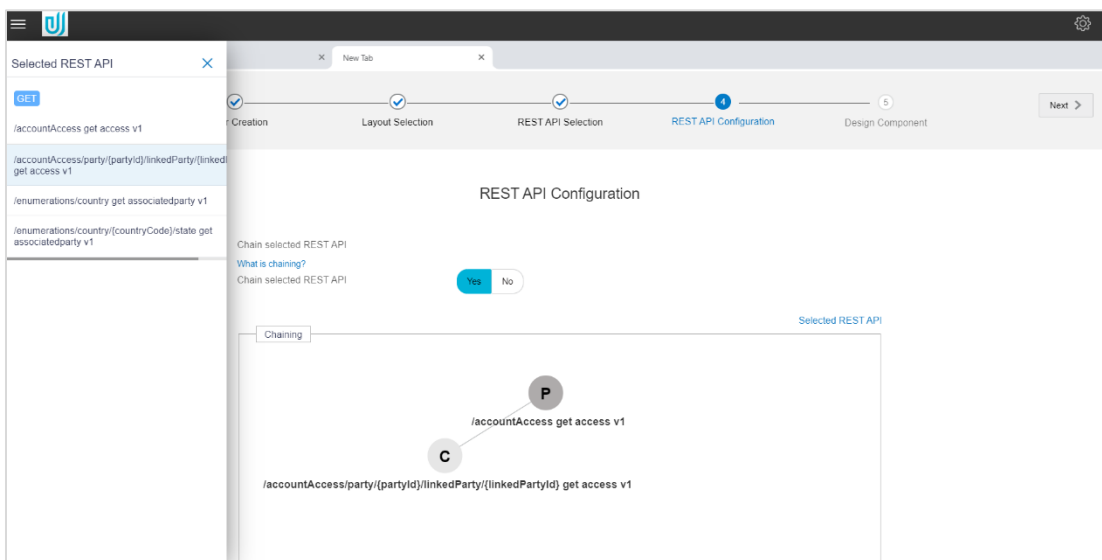 Selected REST API
GET
/accountAccess get access v1
/accountAccess/party/{partyId}/linkedParty/{linked
get access v1
/enumerations/country get associatedparty v1
/enumerations/country/{countryCode}/state get
associatedparty v1
New Tab
r Creation
Layout Selection
REST API Selection
4
REST API Configuration
5
Design Component
Next
REST API Configuration
Chain selected REST API
What is chaining?
Chain selected REST API
Yes
No
Selected REST API
Chaining
P
/accountAccess get access v1
C
/accountAccess/party/{partyId}/linkedParty/{linkedPartyId} get access v1